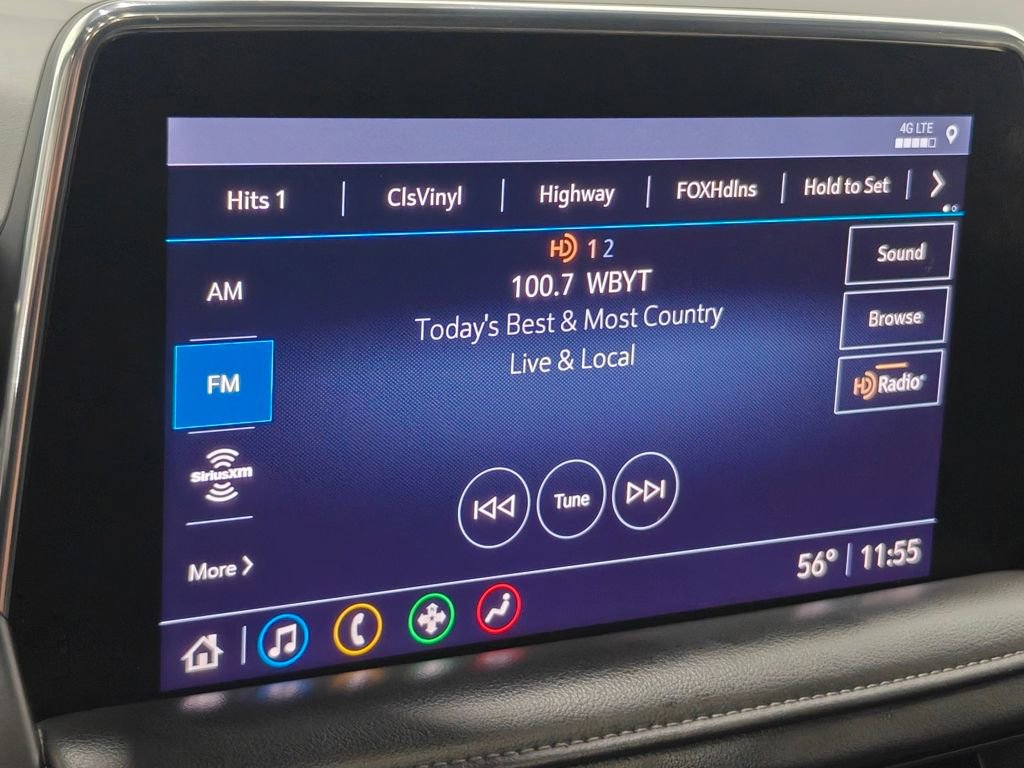 4G LTE
Hits 1
ClsVinyl
Highway
FOXHdlns
Hold to Set
HD 1 2
100.7 WBYT
Today's Best & Most Country
Live & Local
AM
FM
SiriusXM
More
Sound
Browse
HD Radio
Tune
56° 11:55